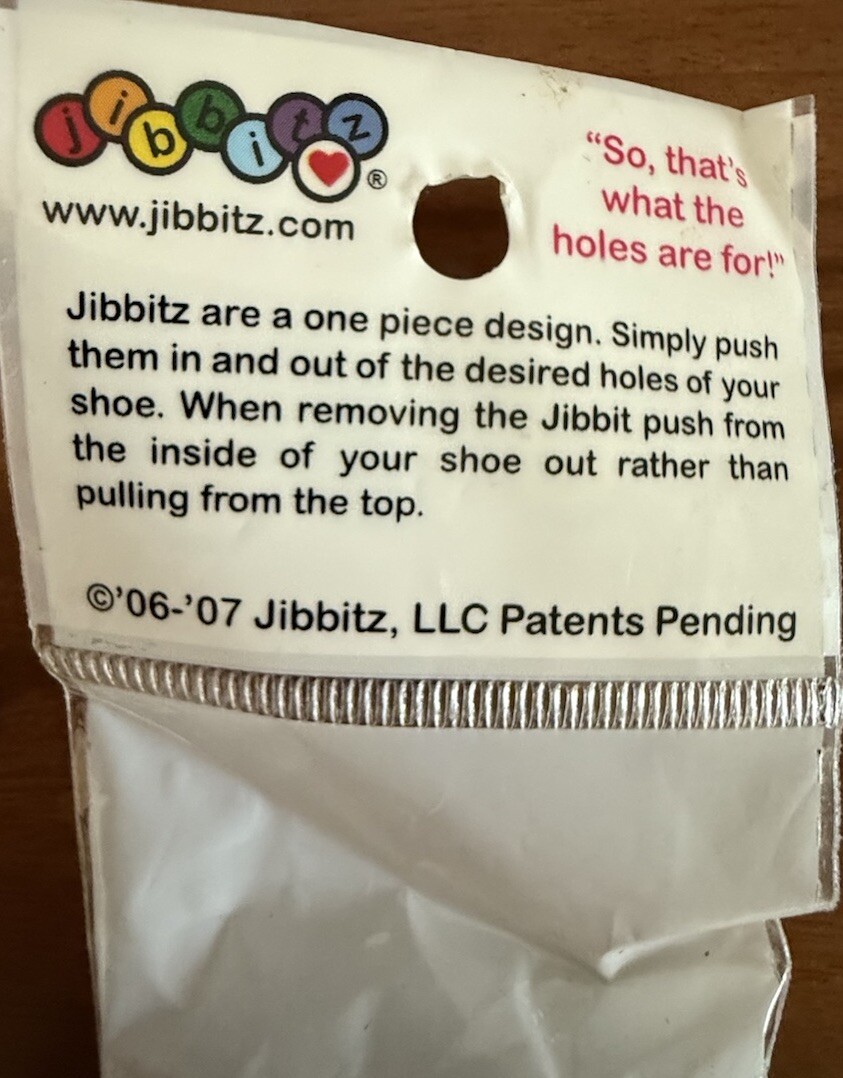 jibbitz®
www.jibbitz.com
“So, that's
what the
holes are for!”
Jibbitz are a one piece design. Simply push
them in and out of the desired holes of your
shoe. When removing the Jibbit push from
the inside of your shoe out rather than
pulling from the top.
©’06-’07 Jibbitz, LLC Patents Pending